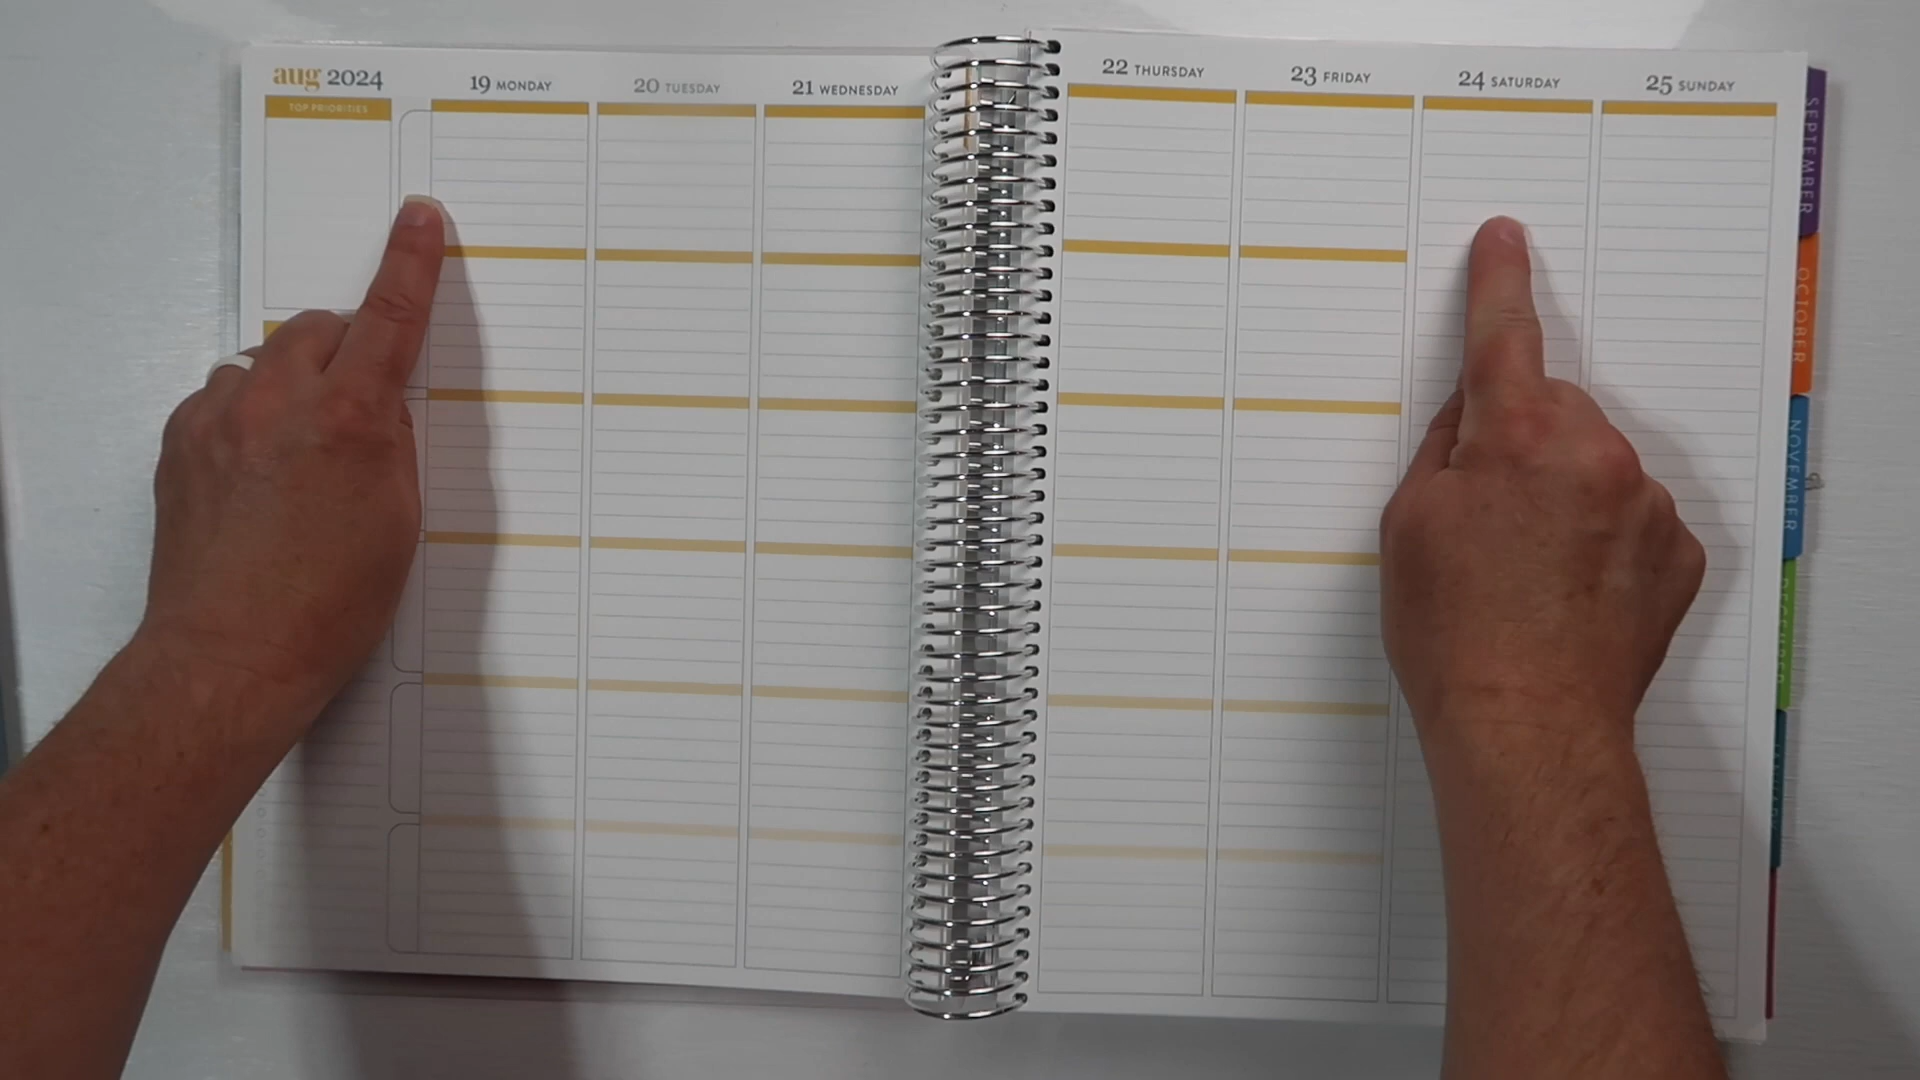 aug 2024
TOP PRIORITIES
19 MONDAY
20 TUESDAY
21 WEDNESDAY
22 THURSDAY
23 FRIDAY
24 SATURDAY
25 SUNDAY
SEPTEMBER
OCTOBER
NOVEMBER
DECEMBER